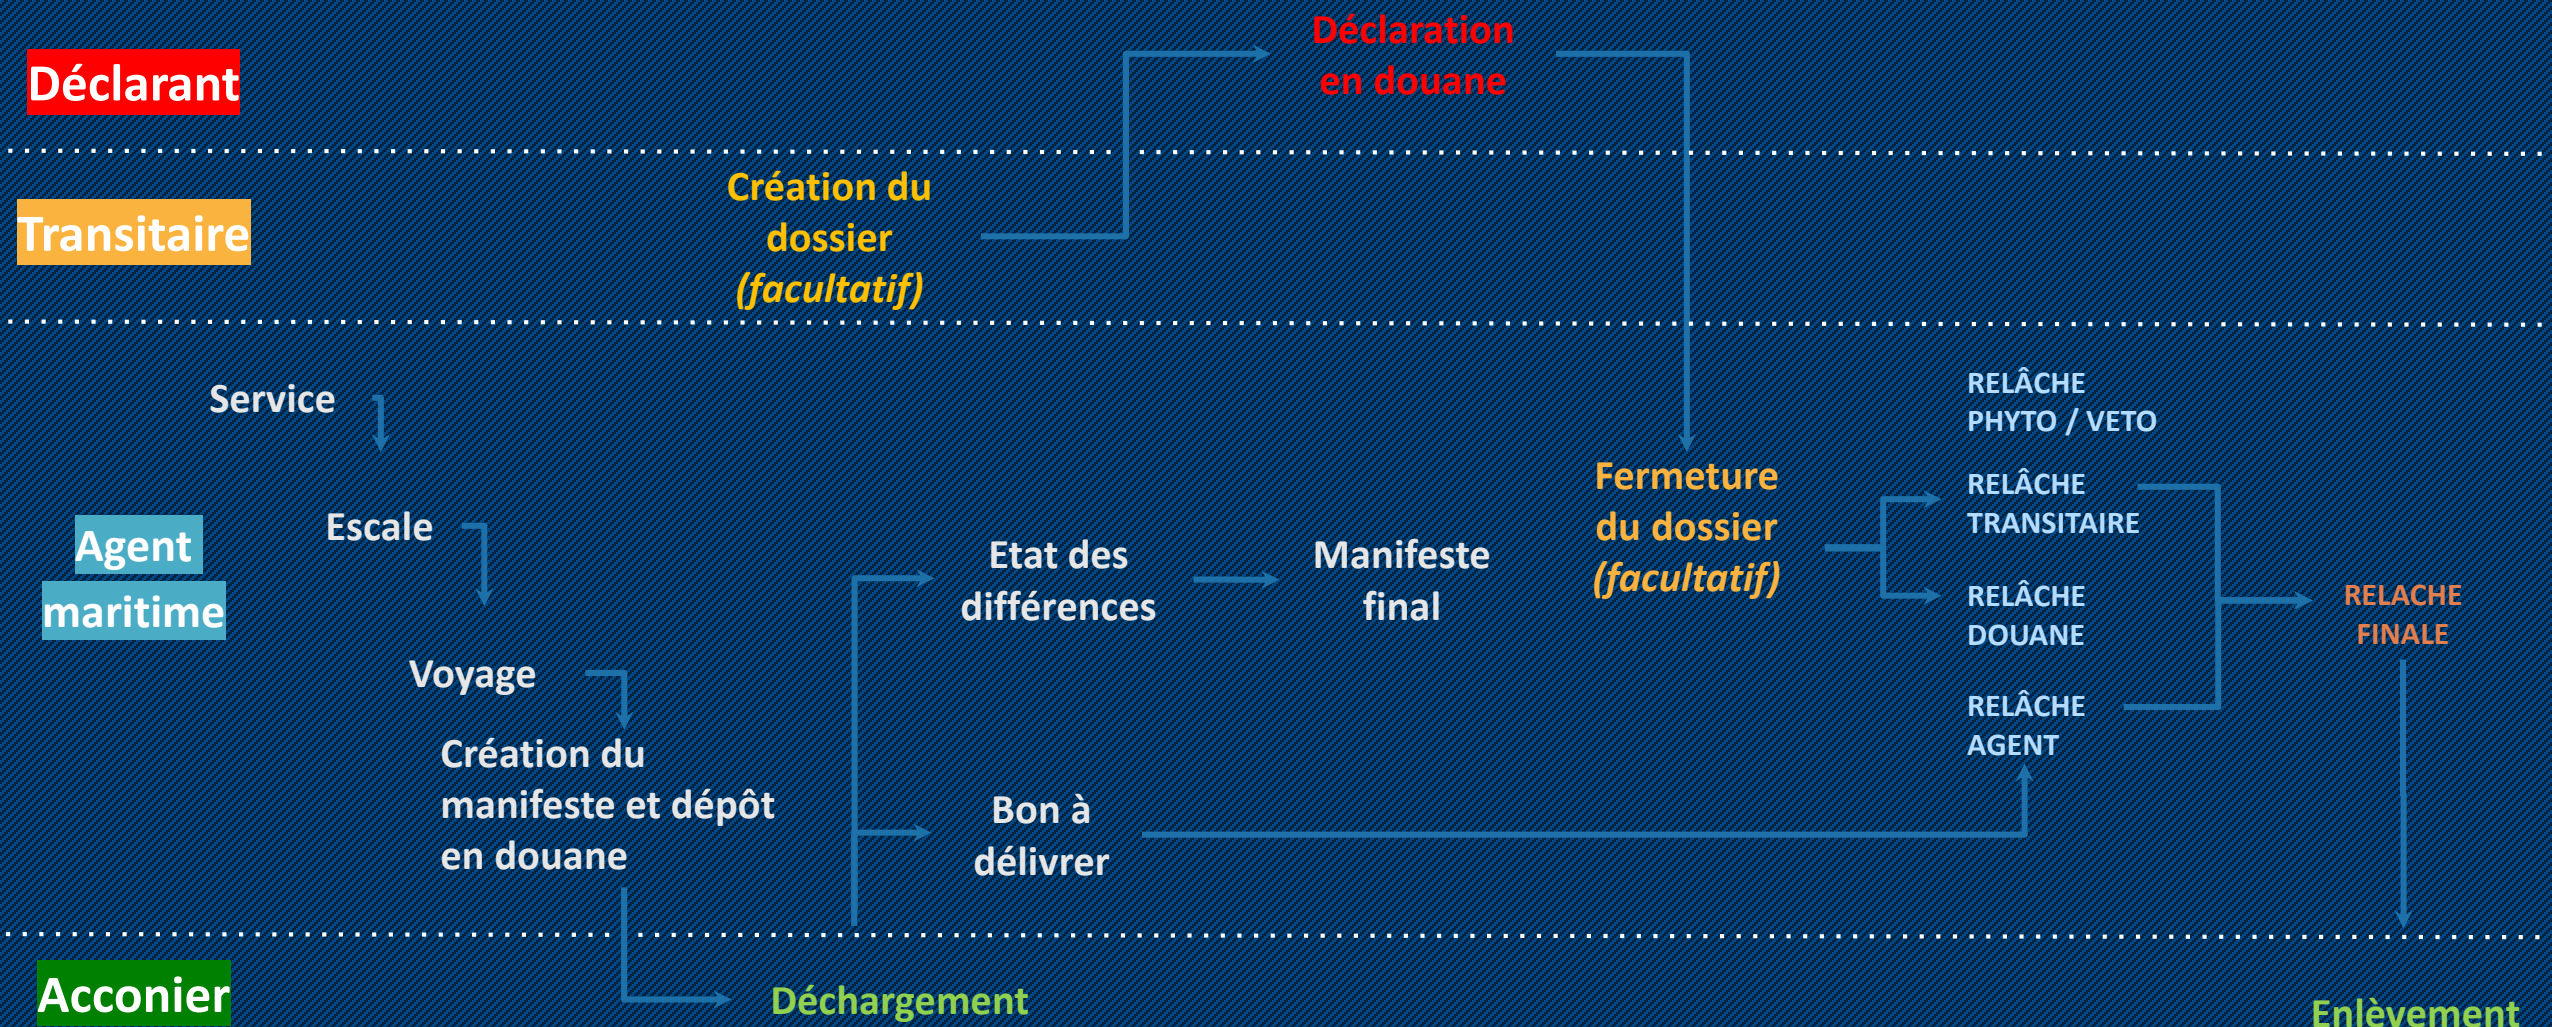 Déclarant
Déclaration
en douane
Transitaire
Création du
dossier
(facultatif)
Agent
maritime
Service
Escale
Voyage
Création du
manifeste et dépôt
en douane
Etat des
différences
Manifeste
final
Bon à
délivrer
Fermeture
du dossier
(facultatif)
RELÂCHE
PHYTO / VETO
RELÂCHE
TRANSITAIRE
RELÂCHE
DOUANE
RELÂCHE
AGENT
RELACHE
FINALE
Acconier
Déchargement
Enlèvement